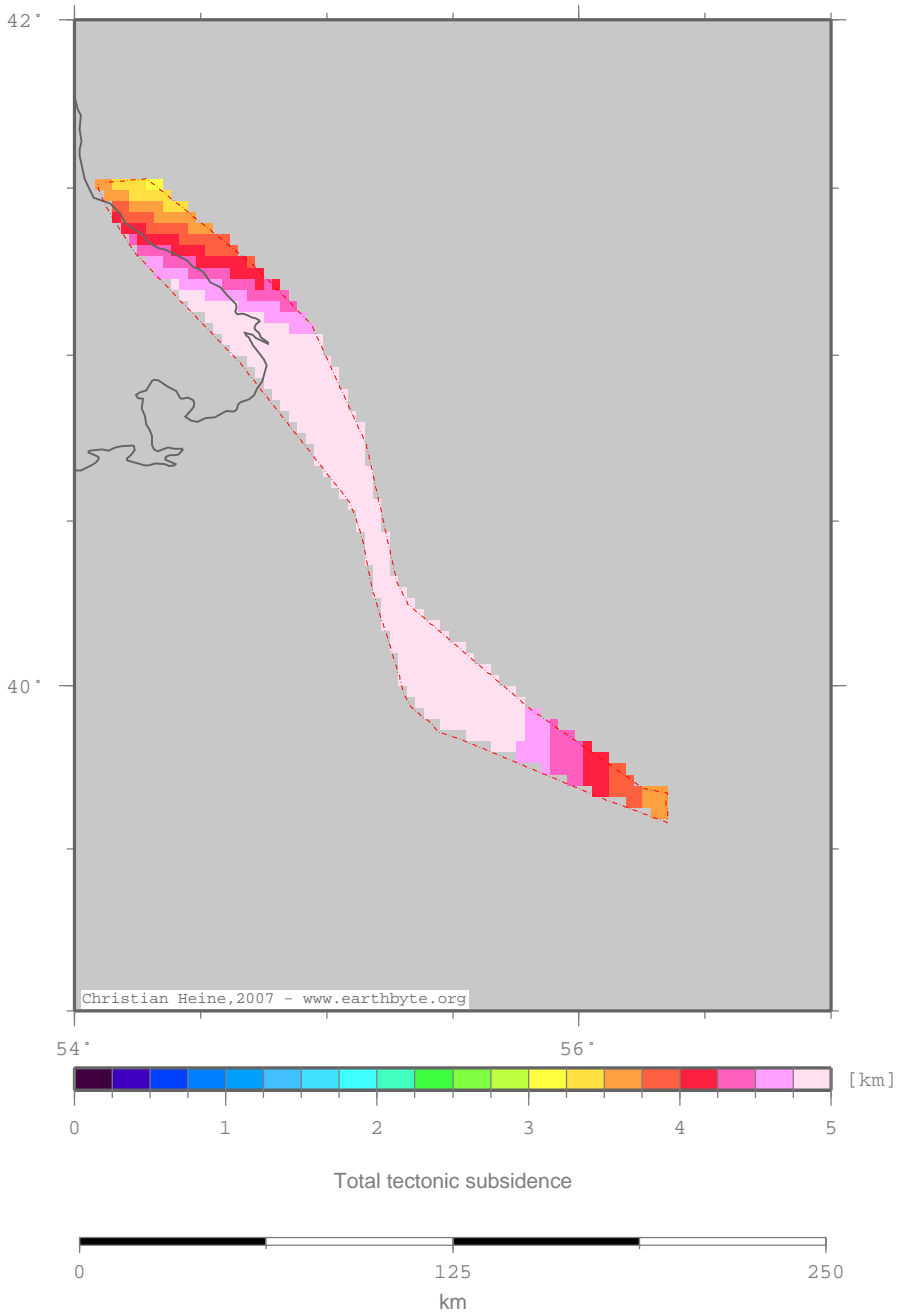 42°
40°
Christian Heine,2007 - www.earthbyte.org
54° 56°
[km]
0 1 2 3 4 5
Total tectonic subsidence
0 125 250
km